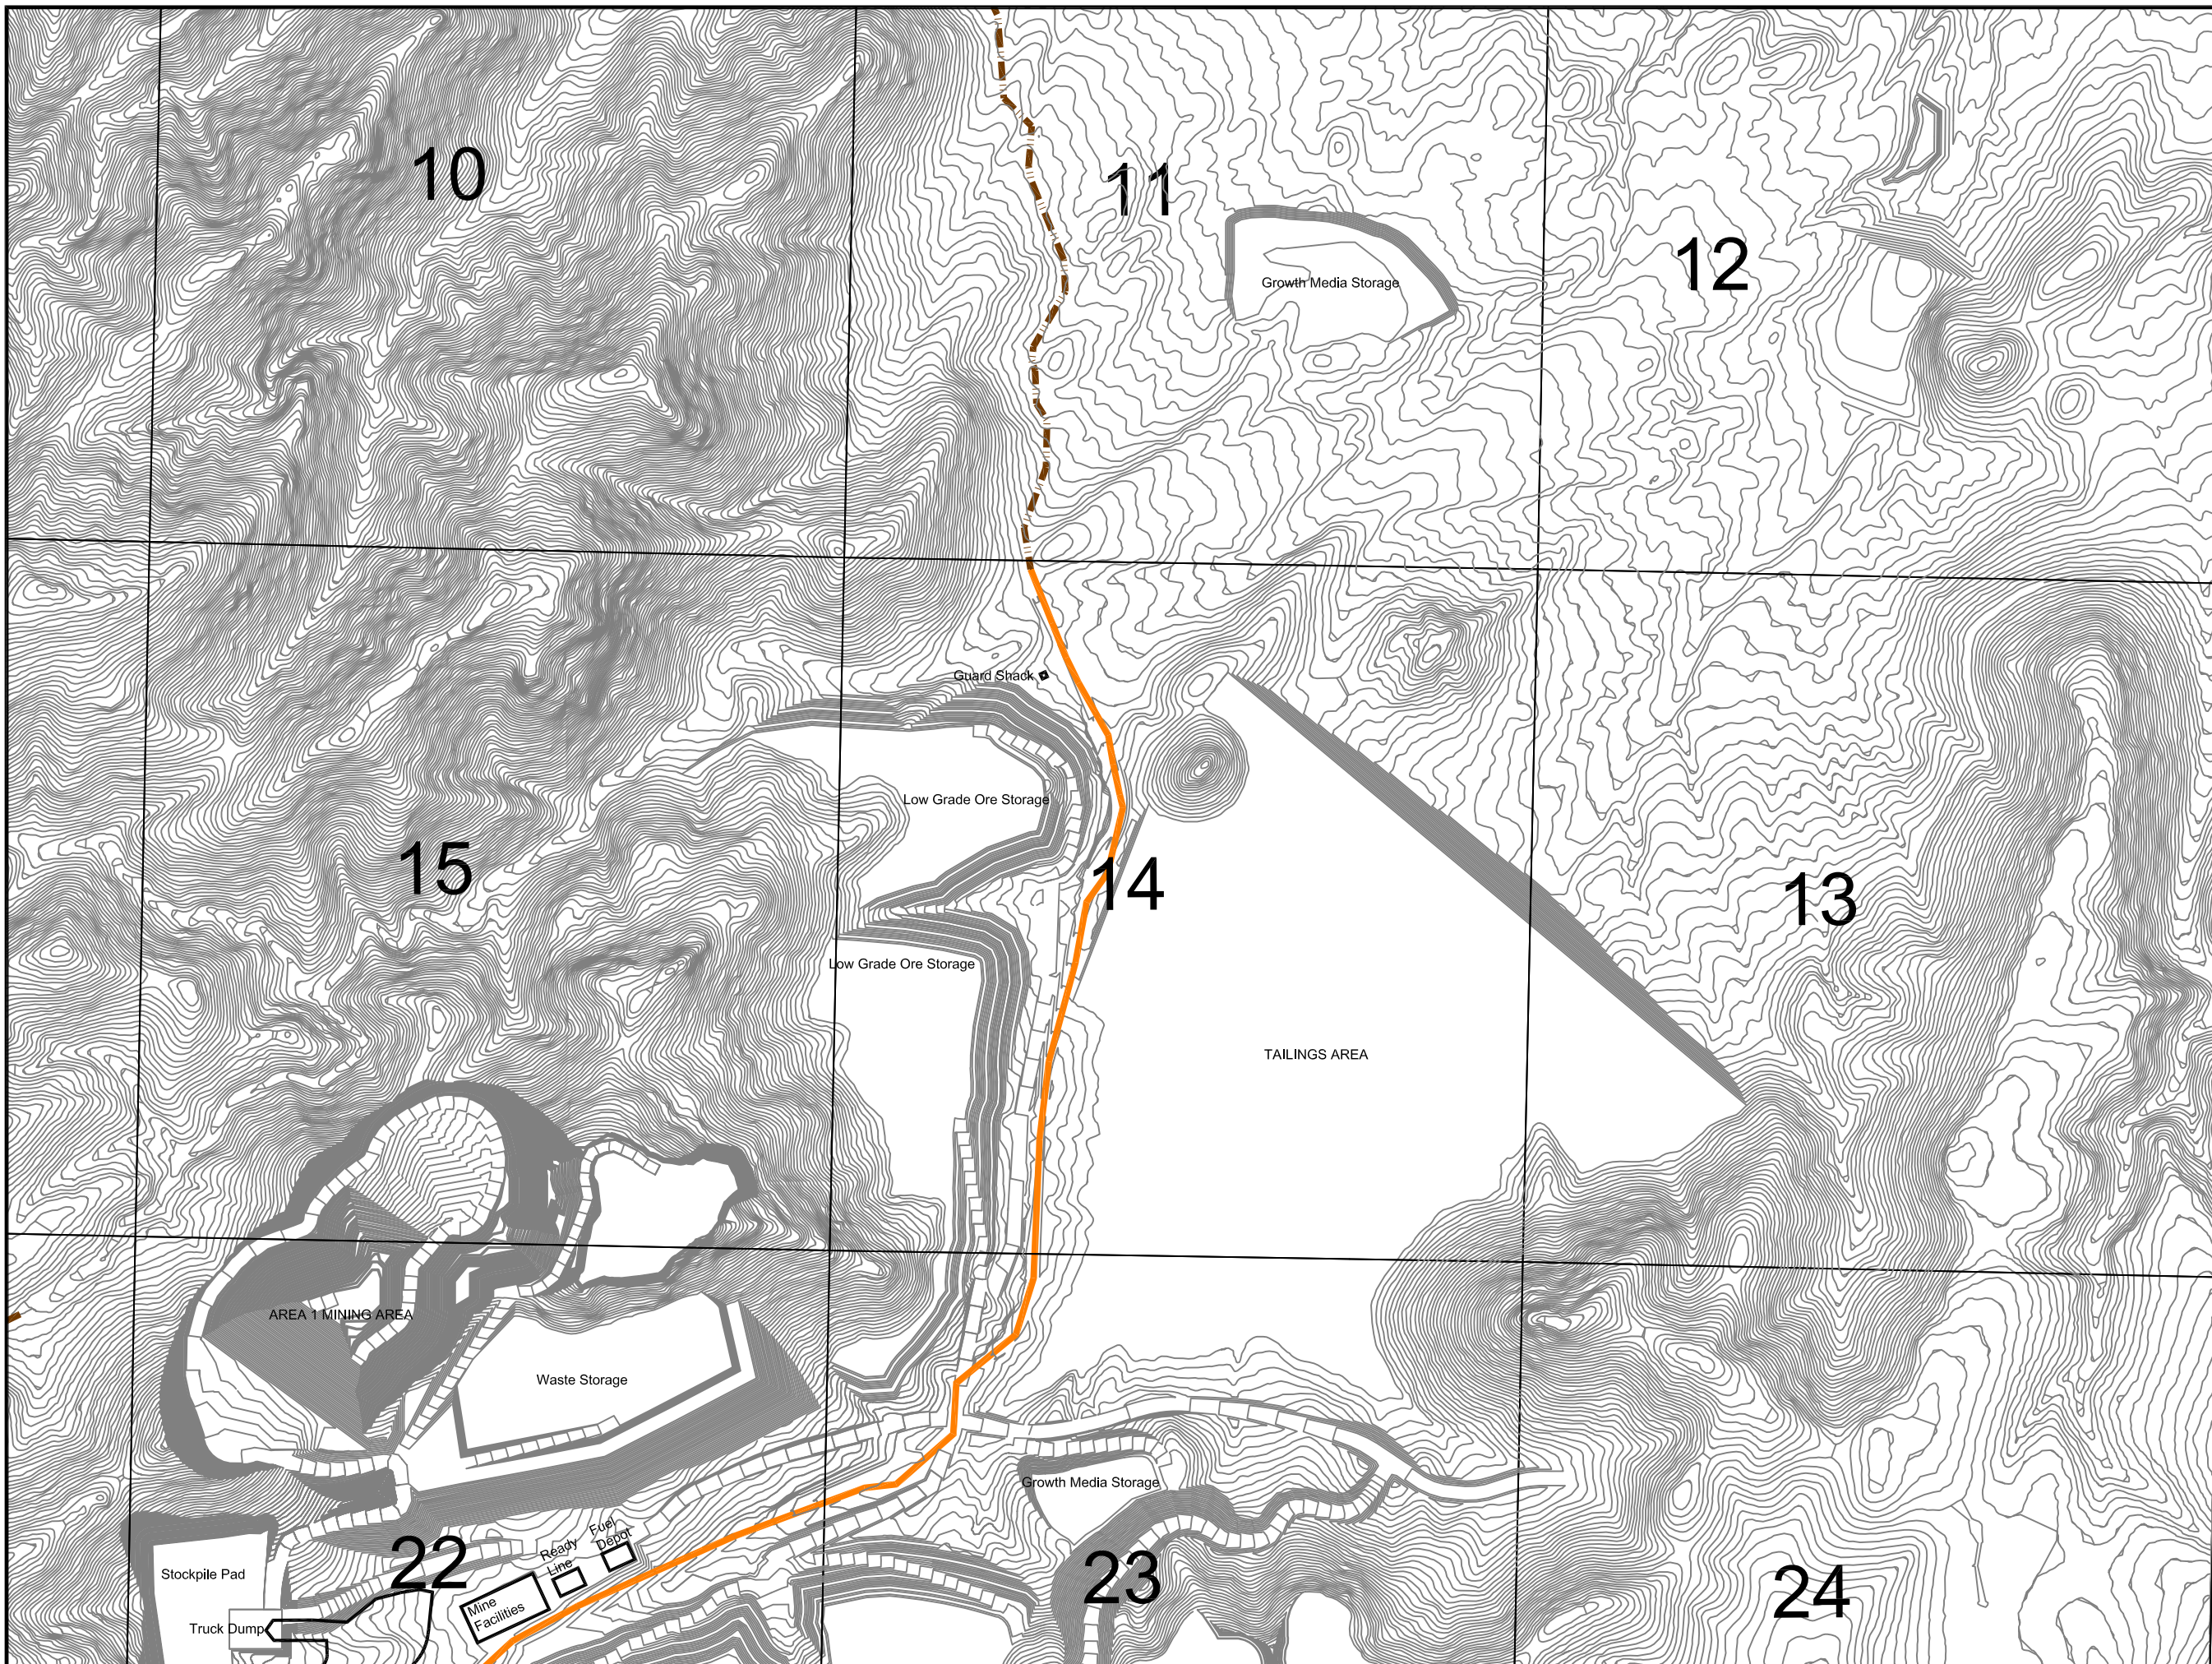 10
11
12
Growth Media Storage
Guard Shack
Low Grade Ore Storage
15
14
13
Low Grade Ore Storage
TAILINGS AREA
AREA 1 MINING AREA
Waste Storage
Growth Media Storage
22
Ready
Line
Fuel
Depot
23
24
Stockpile Pad
Mine
Facilities
Truck Dump